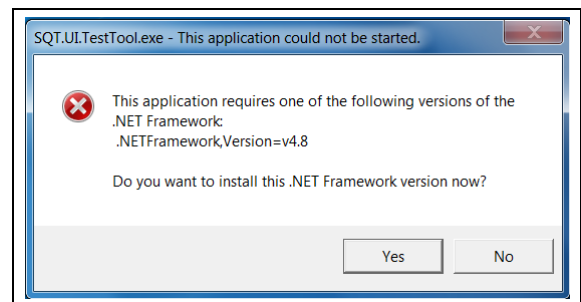 SQT.UI.TestTool.exe - This application could not be started.
This application requires one of the following versions of the
.NET Framework:
.NETFramework,Version=v4.8
Do you want to install this .NET Framework version now?
Yes
No